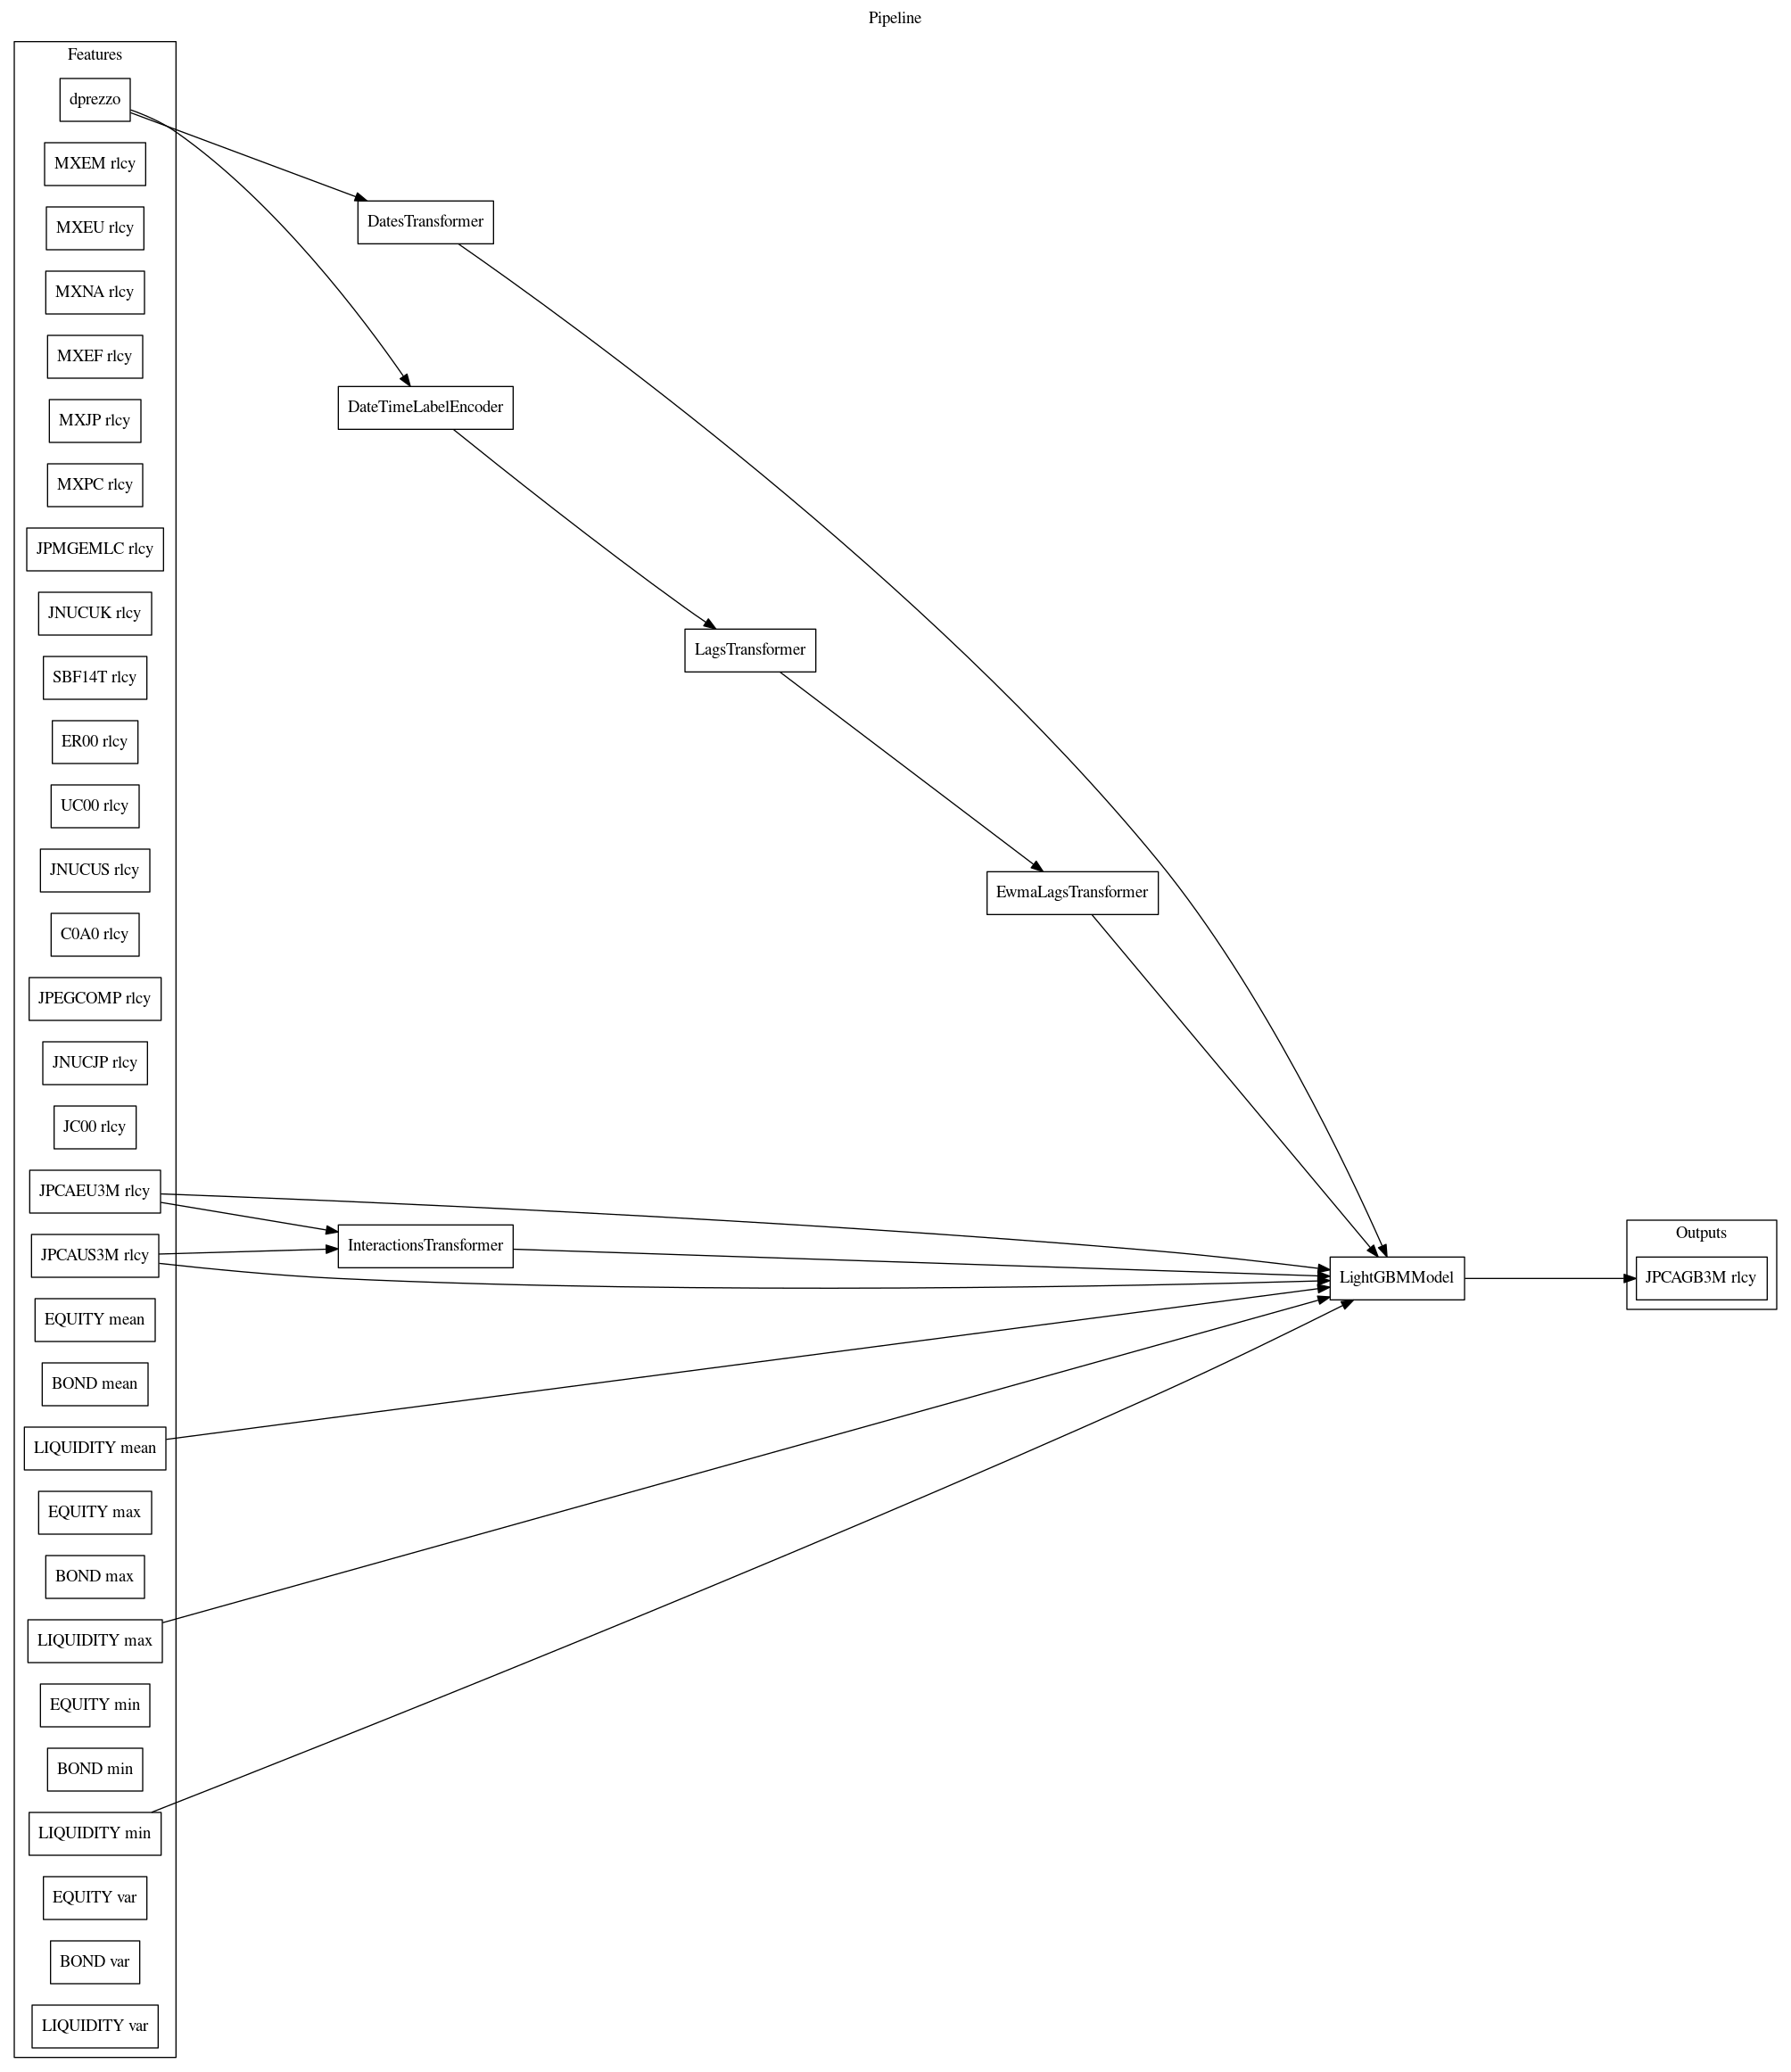 Pipeline
Features
dprezzo
MXEM rlcy
MXEU rlcy
MXNA rlcy
MXEF rlcy
MXJP rlcy
MXPC rlcy
JPMGEMLC rlcy
JNUCUK rlcy
SBF14T rlcy
ER00 rlcy
UC00 rlcy
JNUCUS rlcy
C0A0 rlcy
JPEGCOMP rlcy
JNUCJP rlcy
JC00 rlcy
JPCAEU3M rlcy
JPCAUS3M rlcy
EQUITY mean
BOND mean
LIQUIDITY mean
EQUITY max
BOND max
LIQUIDITY max
EQUITY min
BOND min
LIQUIDITY min
EQUITY var
BOND var
LIQUIDITY var
DatesTransformer
DateTimeLabelEncoder
LagsTransformer
EwmaLagsTransformer
InteractionsTransformer
LightGBMModel
Outputs
JPCAGB3M rlcy